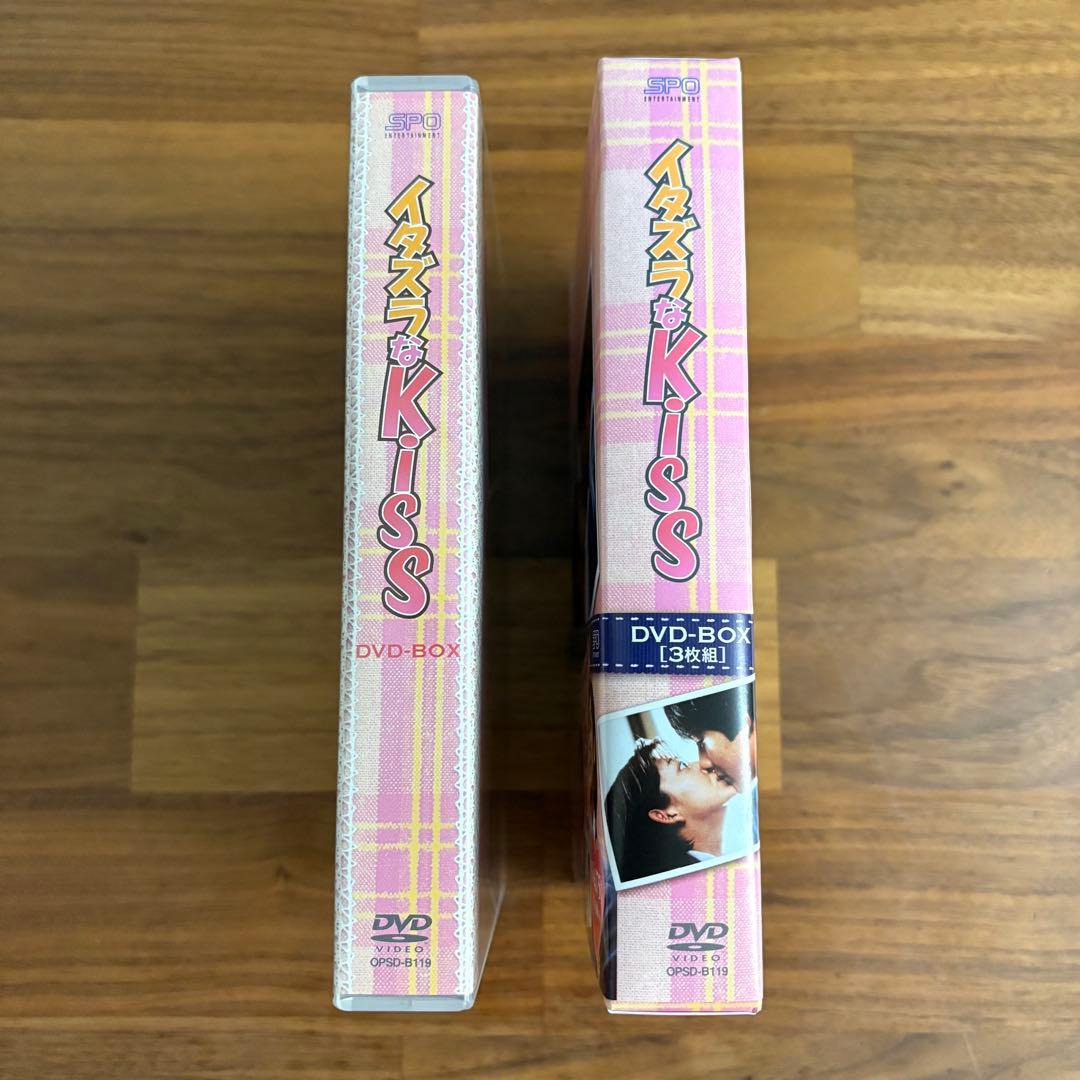 SPO
ENTERTAINMENT
イタズラなKiss
DVD-BOX
DVD
VIDEO
OPSD-B119
SPO
ENTERTAINMENT
イタズラなKiss
DVD-BOX
[3枚組]
DVD
VIDEO
OPSD-B119